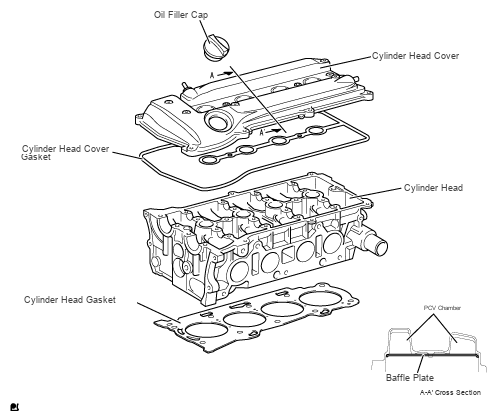 Oil Filler Cap
Cylinder Head Cover
A
A
Cylinder Head Cover
Gasket
Cylinder Head
Cylinder Head Gasket
PCV Chamber
Baffle Plate
A-A' Cross Section